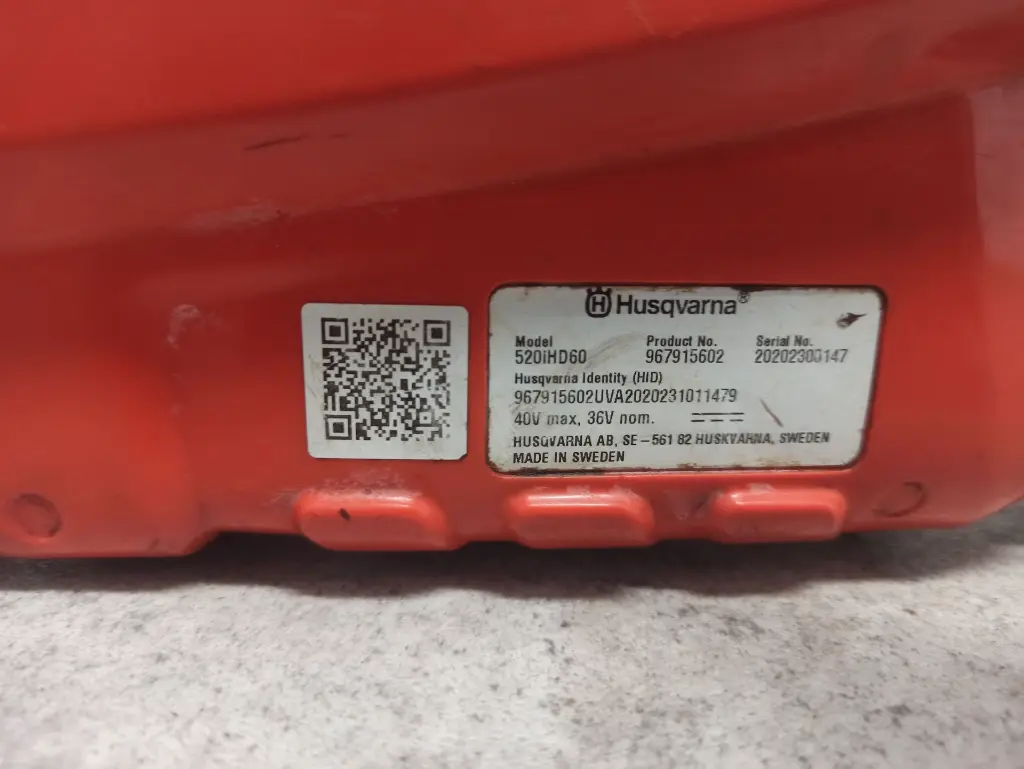 Husqvarna®
Model Product No. Serial No.
520iHD60 967915602 20202300147
Husqvarna Identity (HID)
967915602UVA2020231011479
40V max, 36V nom.
HUSQVARNA AB, SE-561 82 HUSKVARNA, SWEDEN
MADE IN SWEDEN